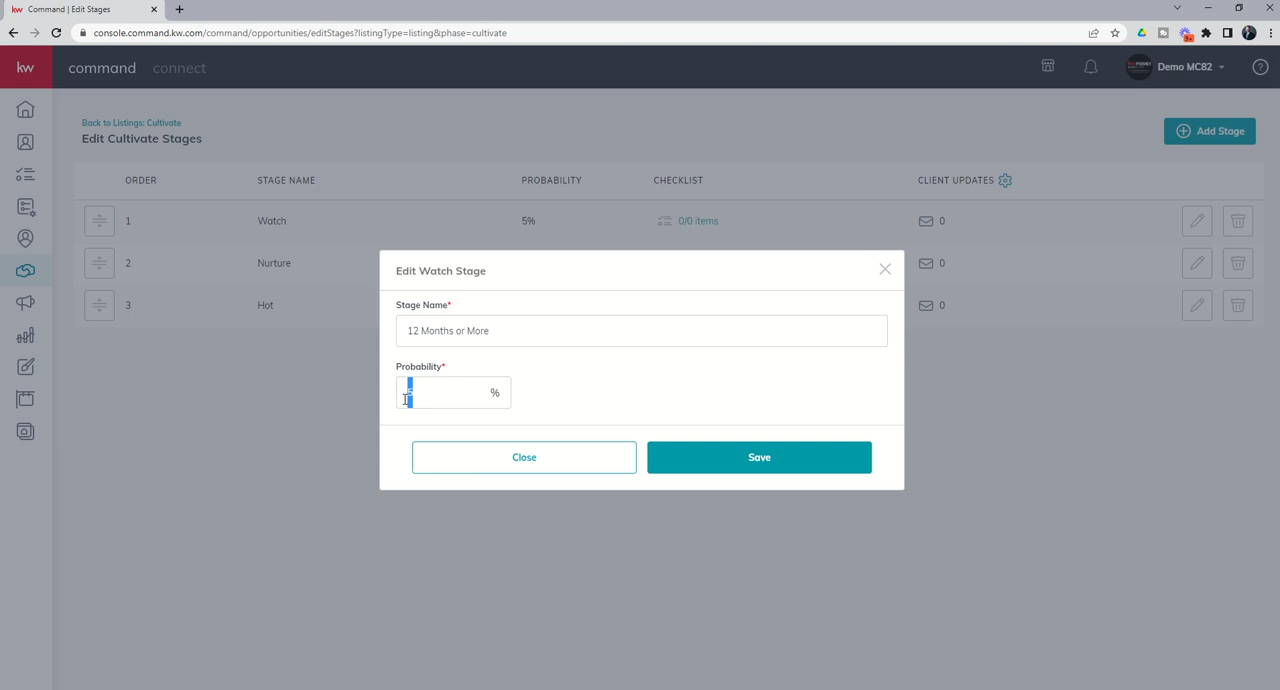 kw Command | Edit Stages
console.command.kw.com/command/opportunities/editStages?listingType=listing&phase=cultivate
9+
kw command connect Demo MC82
Back to Listings: Cultivate
Edit Cultivate Stages
Add Stage
ORDER STAGE NAME PROBABILITY CHECKLIST CLIENT UPDATES
1 Watch 5% 0/0 items 0
2 Nurture 0
3 Hot 0
Edit Watch Stage
Stage Name*
12 Months or More
Probability*
5 %
Close Save